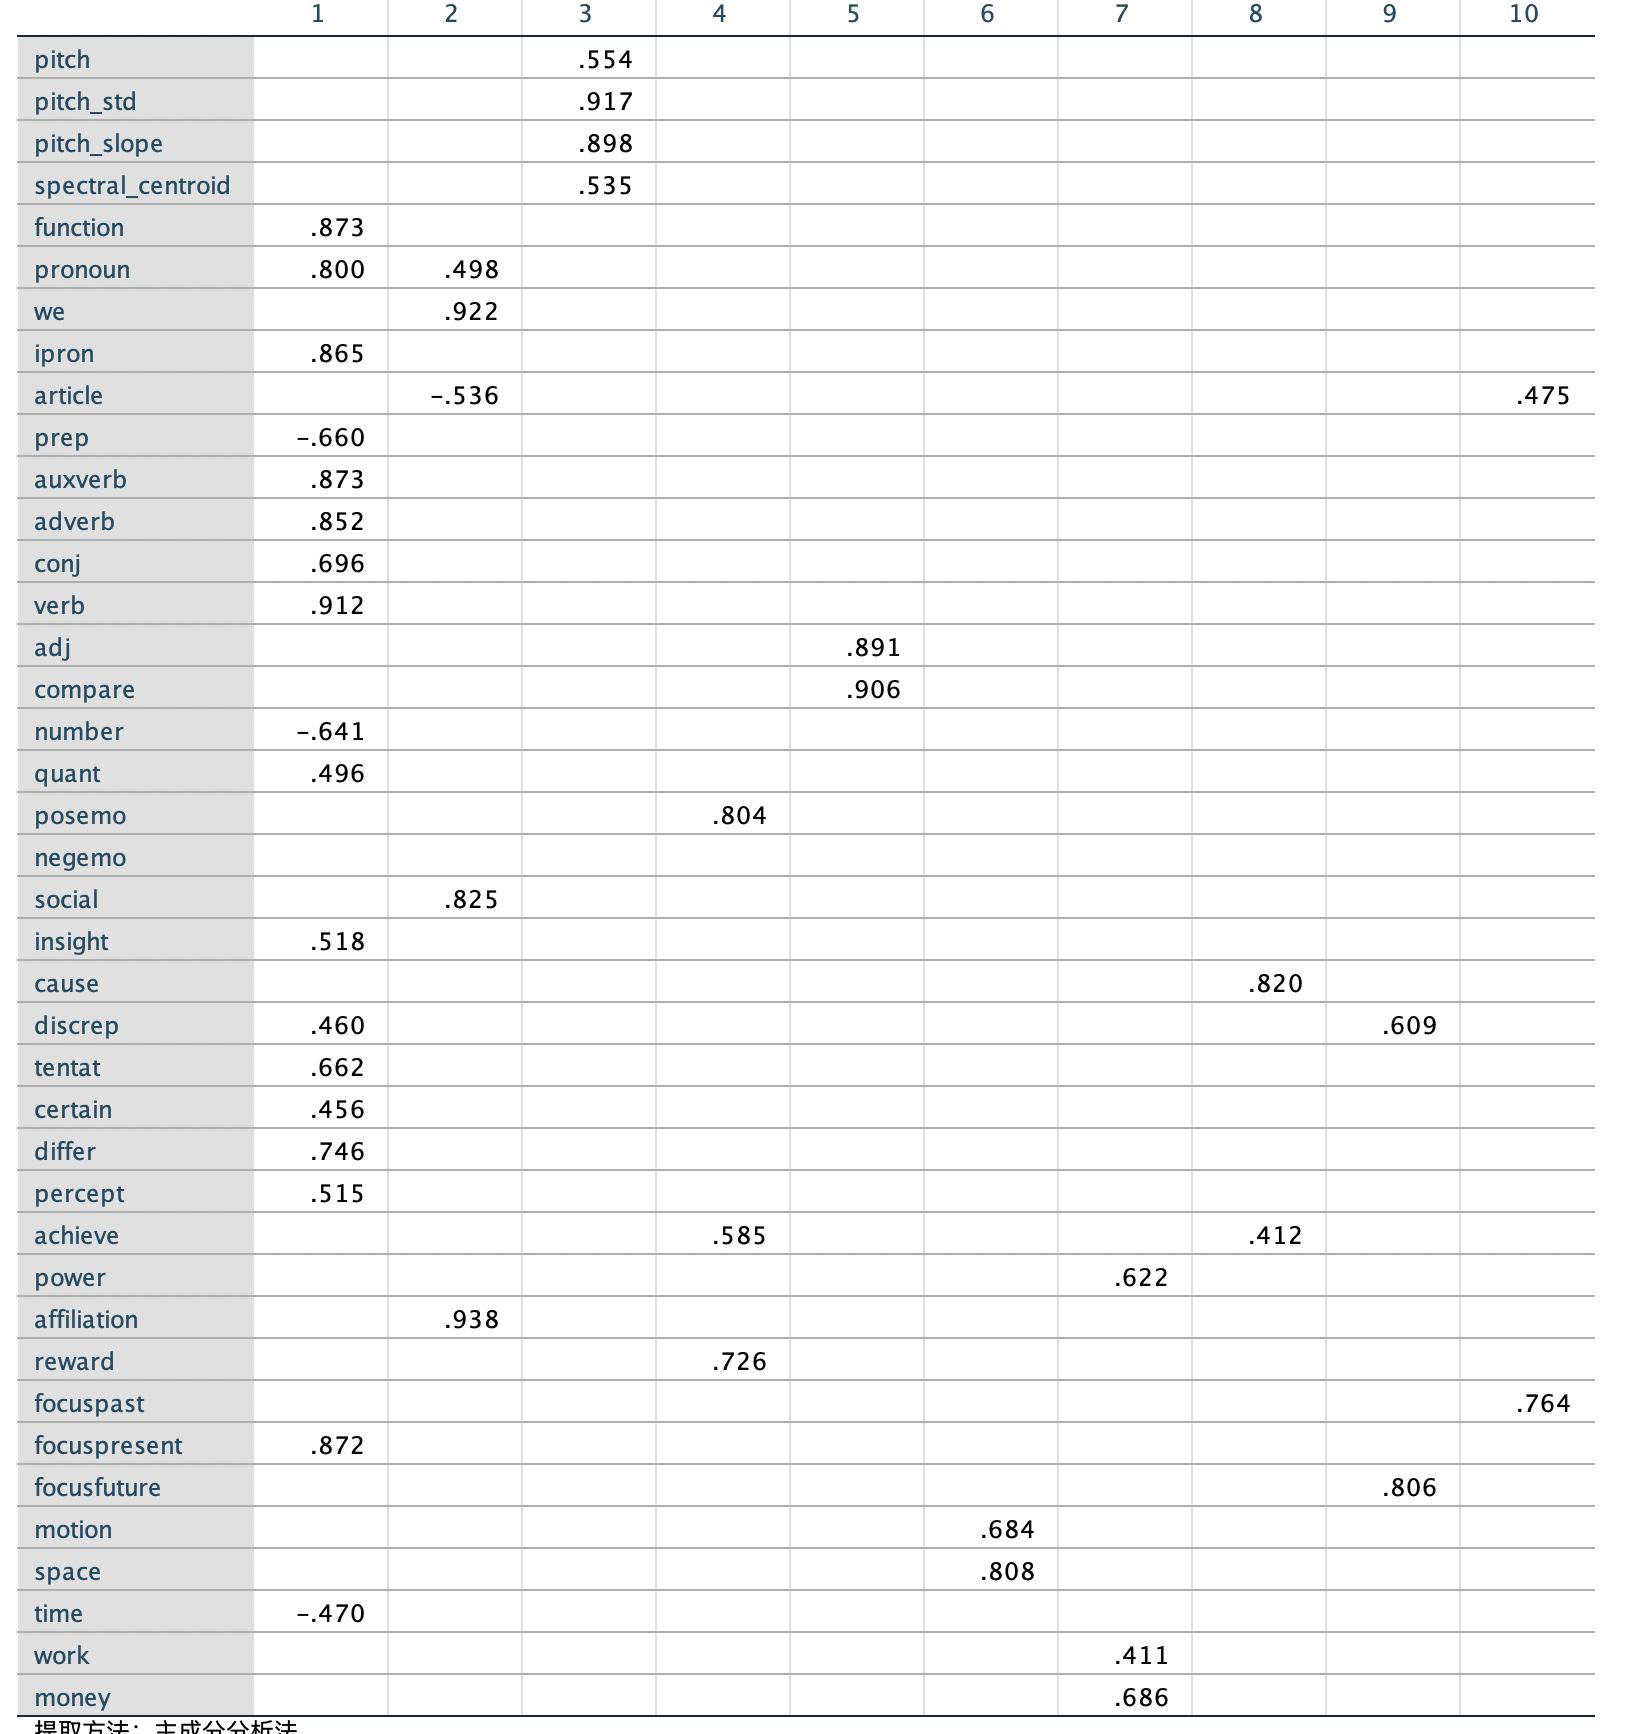 1 2 3 4 5 6 7 8 9 10
pitch .554
pitch_std .917
pitch_slope .898
spectral_centroid .535
function .873
pronoun .800 .498
we .922
ipron .865
article -.536 .475
prep -.660
auxverb .873
adverb .852
conj .696
verb .912
adj .891
compare .906
number -.641
quant .496
posemo .804
negemo
social .825
insight .518
cause .820
discrep .460 .609
tentat .662
certain .456
differ .746
percept .515
achieve .585 .412
power .622
affiliation .938
reward .726
focuspast .764
focuspresent .872
focusfuture .806
motion .684
space .808
time -.470
work .411
money .686
提取方法：主成分分析法